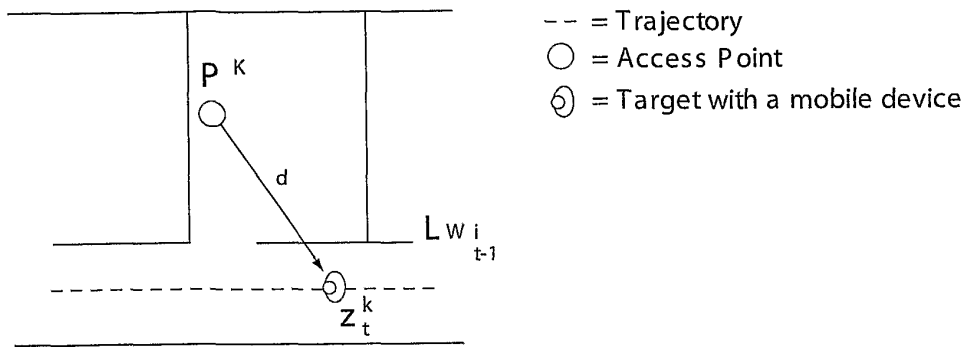 -- = Trajectory
= Access Point
= Target with a mobile device
P K
d
L w i t-1
z k t